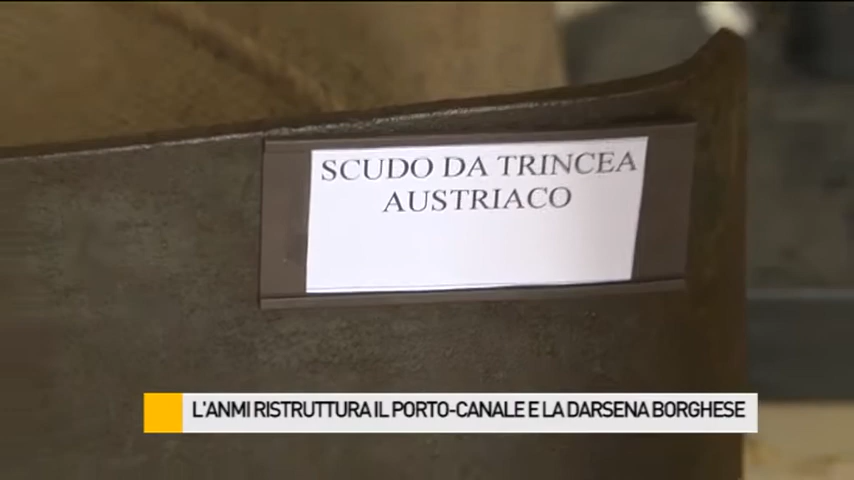 SCUDO DA TRINCEA
AUSTRIACO
L'ANMI RISTRUTTURA IL PORTO-CANALE E LA DARSENA BORGHESE